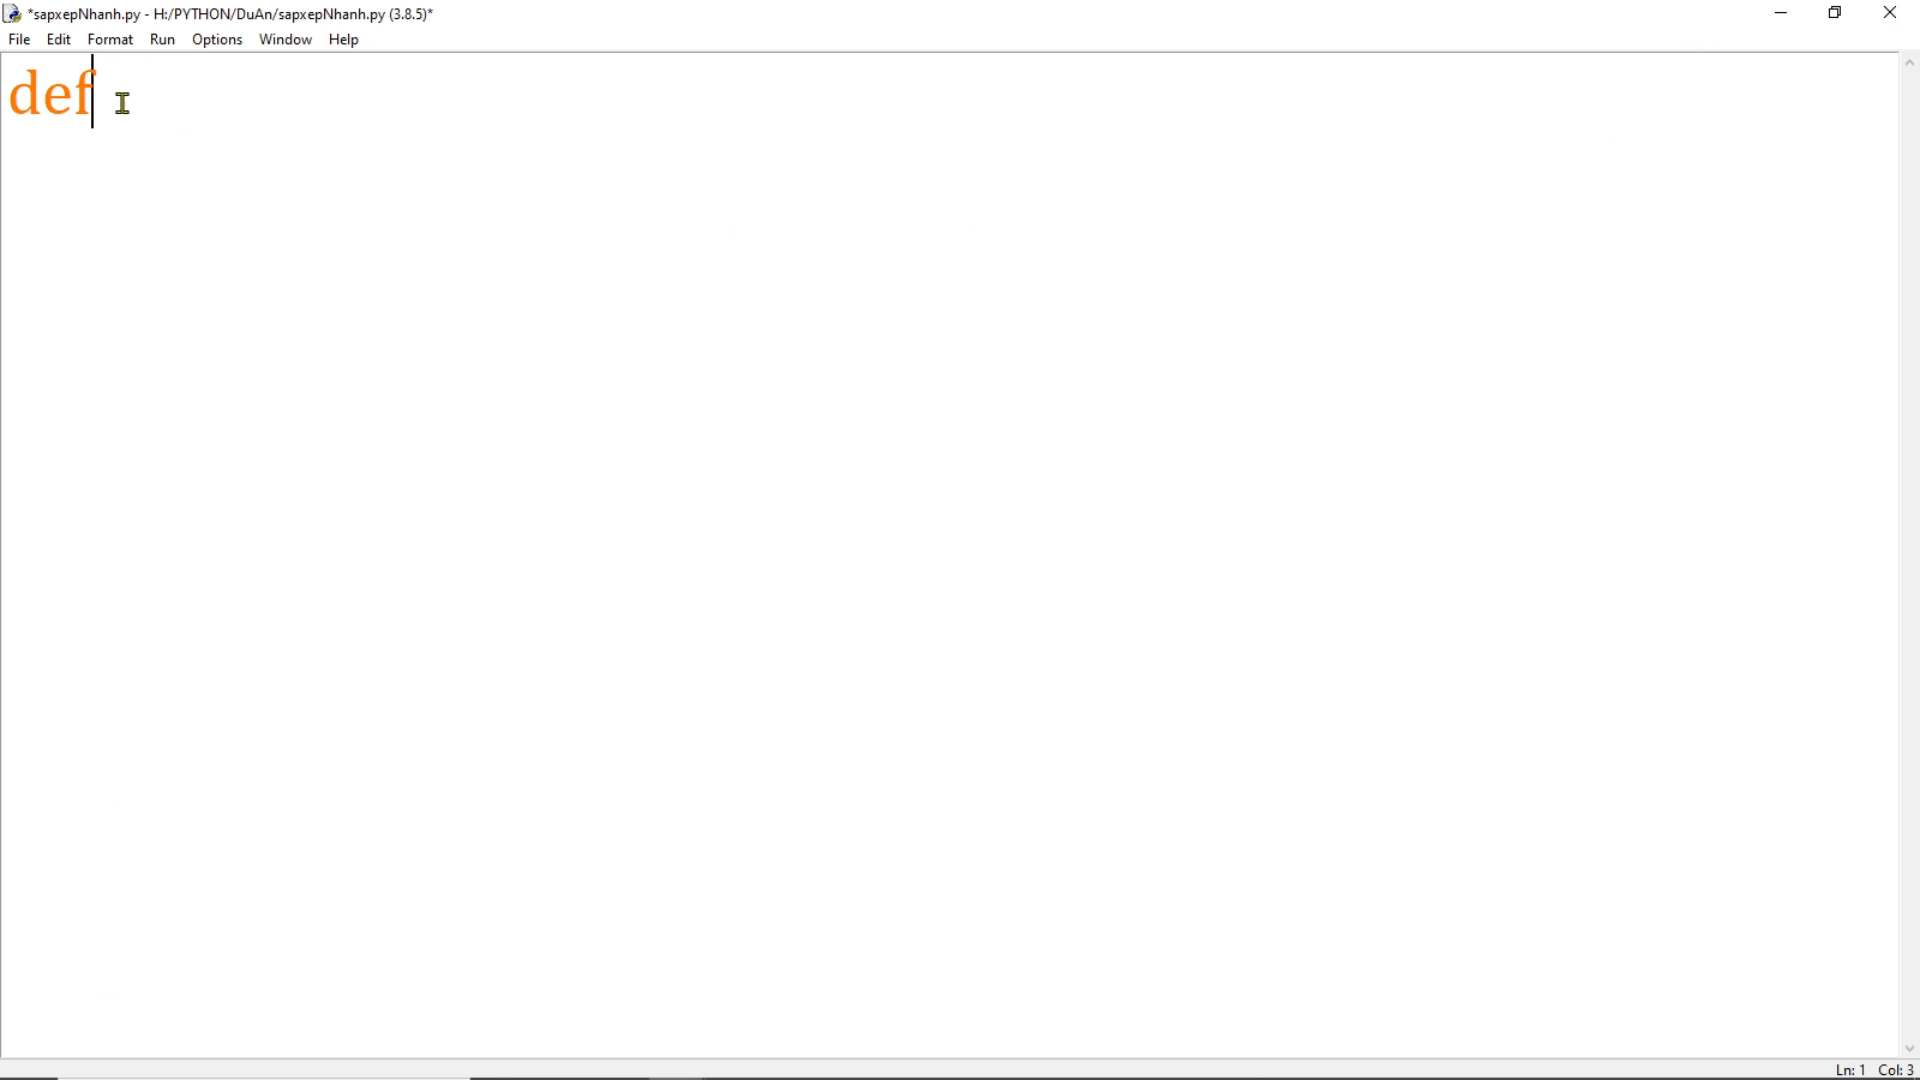 *sapxepNhanh.py - H:/PYTHON/DuAn/sapxepNhanh.py (3.8.5)*
File Edit Format Run Options Window Help
def
Ln: 1 Col: 3